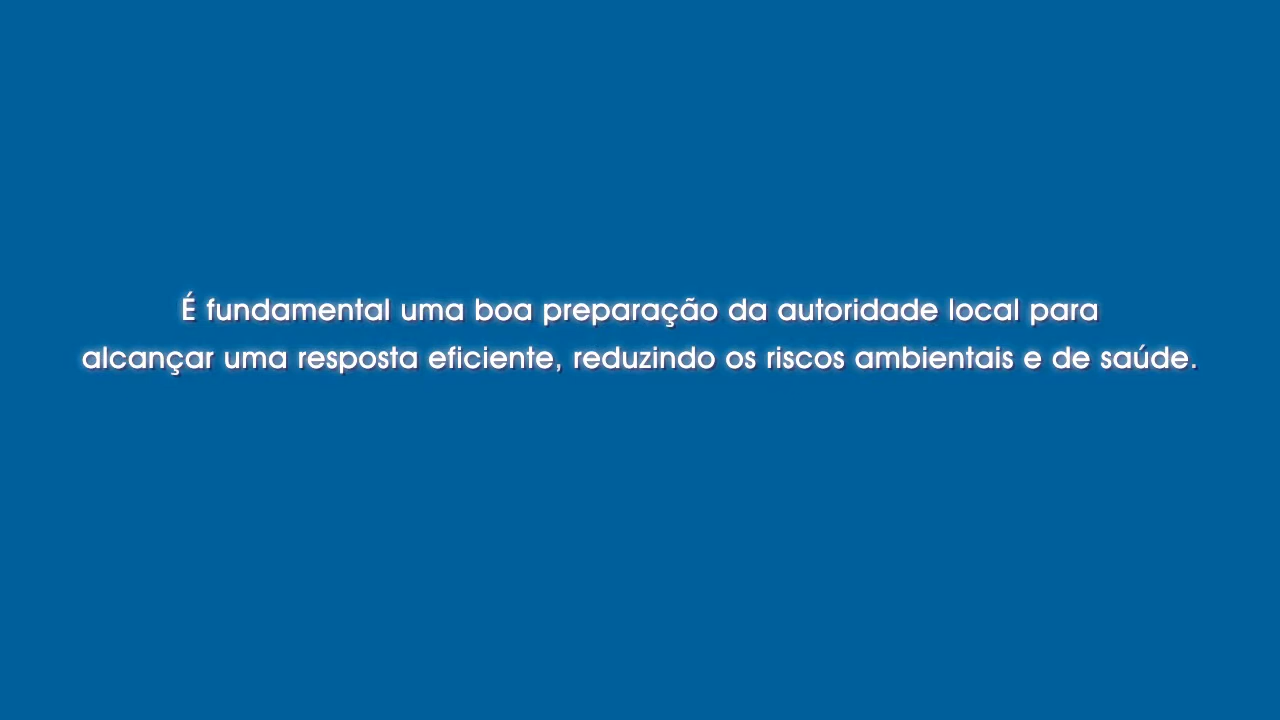 É fundamental uma boa preparação da autoridade local para
alcançar uma resposta eficiente, reduzindo os riscos ambientais e de saúde.